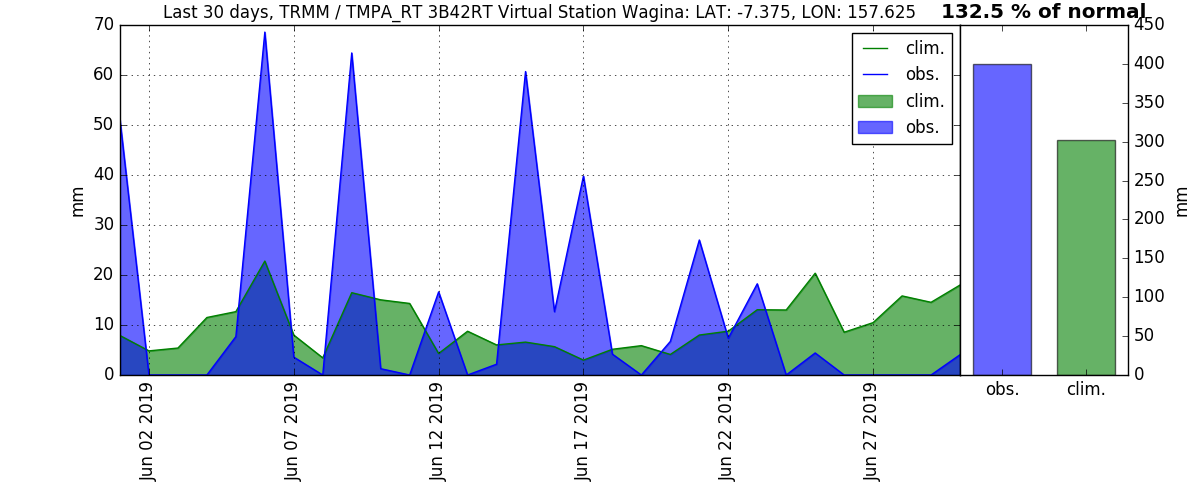 Last 30 days, TRMM / TMPA_RT 3B42RT Virtual Station Wagina: LAT: -7.375, LON: 157.625
132.5 % of normal
70
60
50
40
30
20
10
0
mm
clim.
obs.
clim.
obs.
Jun 02 2019
Jun 07 2019
Jun 12 2019
Jun 17 2019
Jun 22 2019
Jun 27 2019
450
400
350
300
250
200
150
100
50
0
mm
obs.
clim.